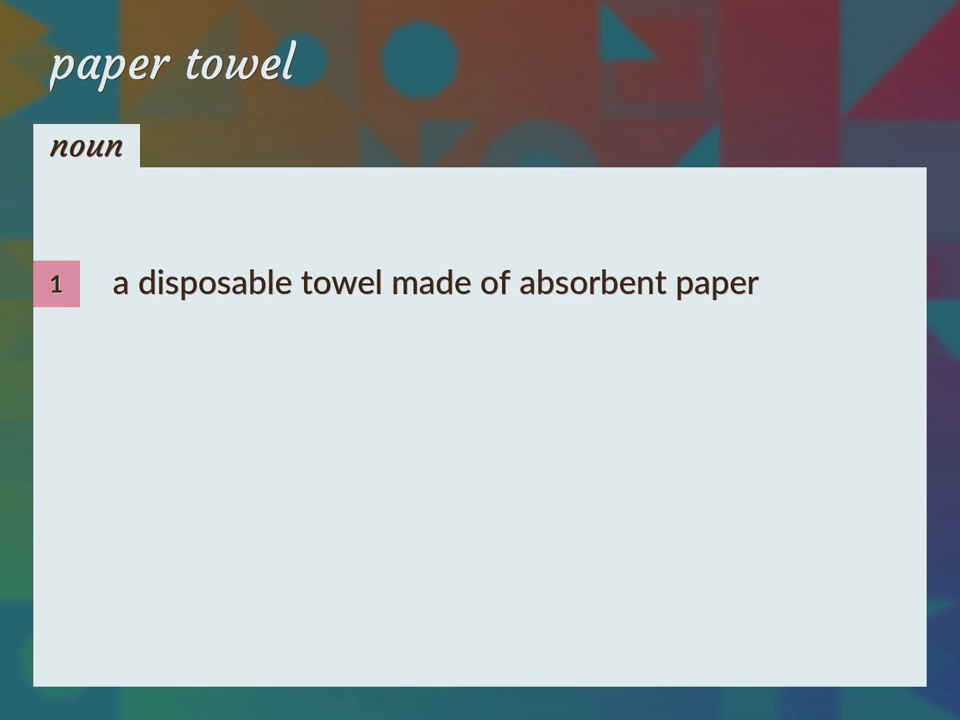 paper towel
noun
1 a disposable towel made of absorbent paper